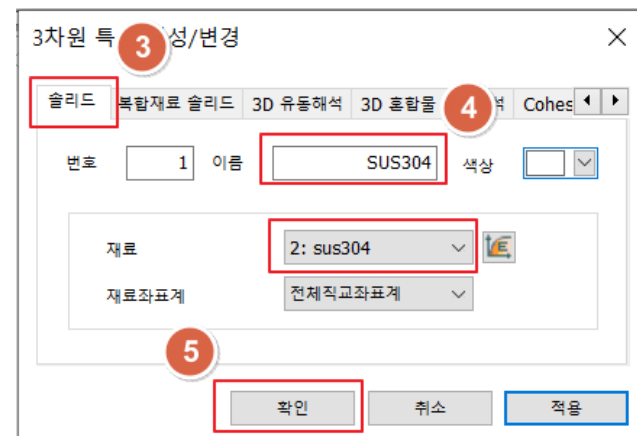 3차원 특 3 성/변경
솔리드 복합재료 솔리드 3D 유동해석 3D 혼합물 4 석 Cohes
번호 1 이름 SUS304 색상
재료 2: sus304 E
재료좌표계 전체직교좌표계
5
확인 취소 적용